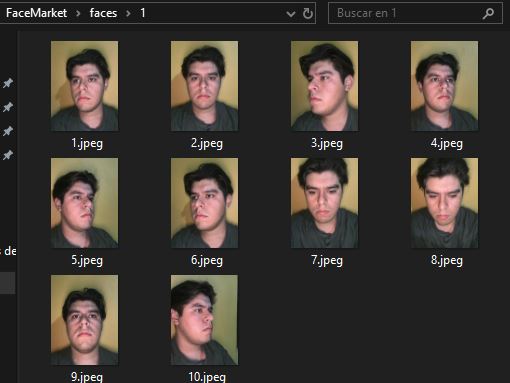 FaceMarket > faces > 1
Buscar en 1
1.jpeg
2.jpeg
3.jpeg
4.jpeg
5.jpeg
6.jpeg
7.jpeg
8.jpeg
s de
9.jpeg
10.jpeg